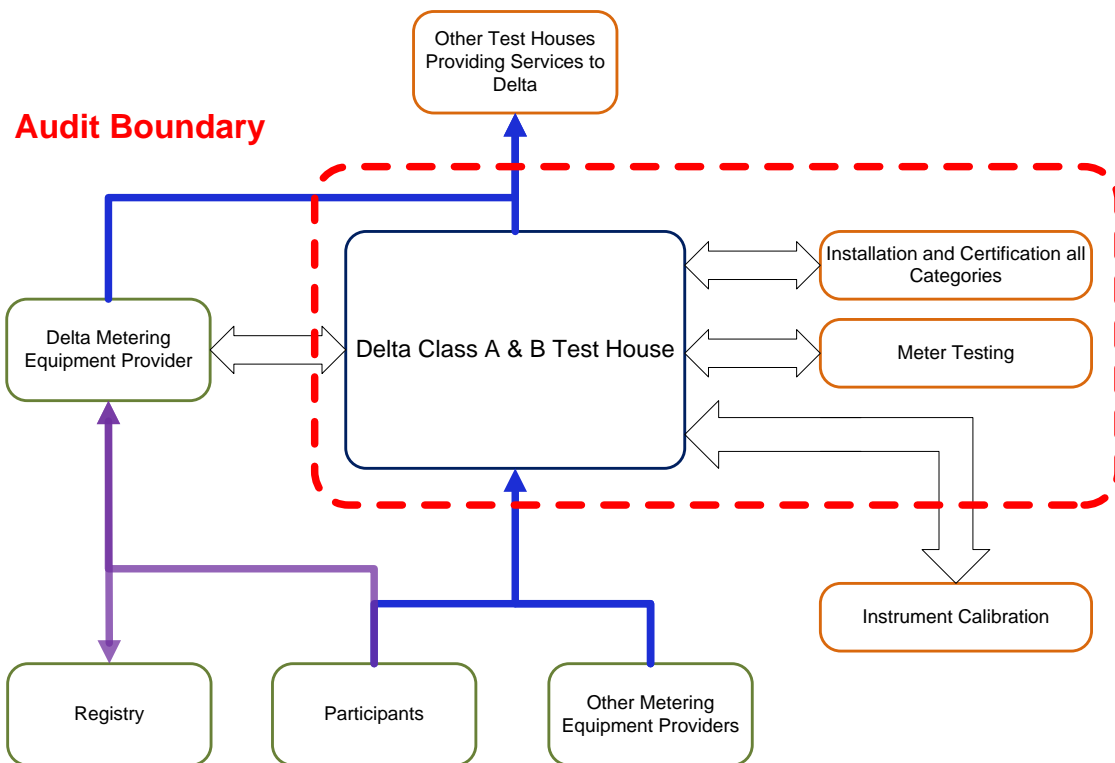 Other Test Houses
Providing Services to
Delta
Audit Boundary
Installation and Certification all
Categories
Delta Metering
Equipment Provider
Delta Class A & B Test House
Meter Testing
Instrument Calibration
Registry
Participants
Other Metering
Equipment Providers